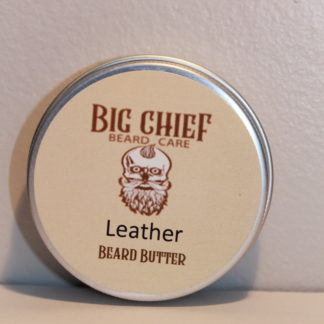 BIG CHIEF
BEARD CARE
Leather
BEARD BUTTER